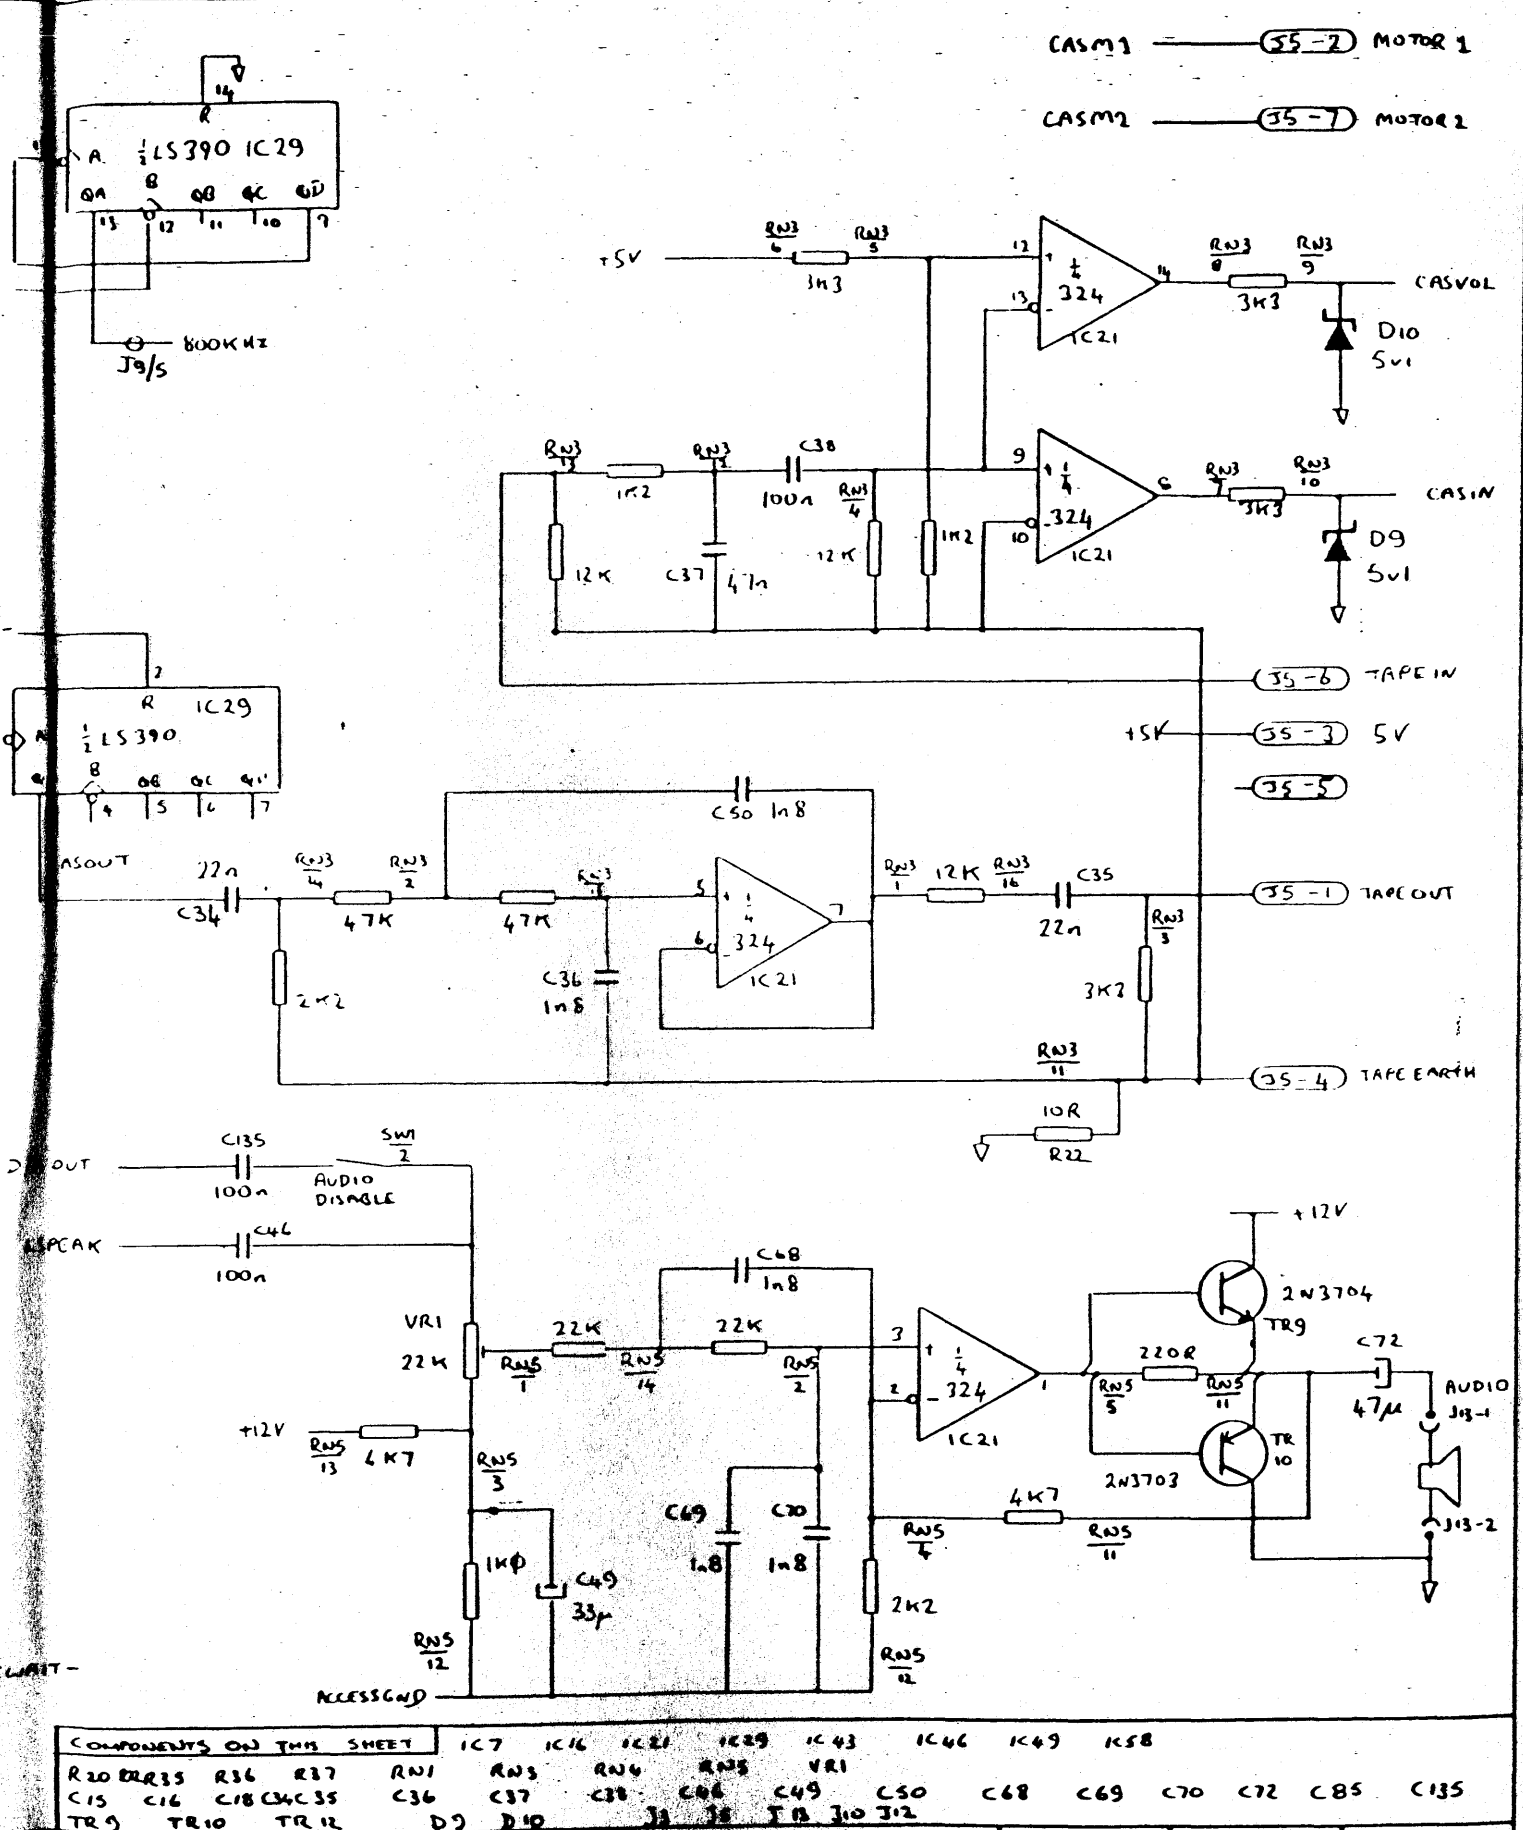 CASM1 J5-2 MOTOR 1
CASM2 J5-7 MOTOR 2
14
R
A ½LS390 IC29
QA B QB QC QD
13 12 11 10 9
800KHZ
J9/5
+5V RN3/6 RN3/5
3K3
12 +
13 -
¼
324
IC21
14
RN3/8 RN3/9
3K3
CASVOL
D10
5V1
RN3/13
1K2
C38
100n
RN3/4
12K
C37
47n
12K
1K2
9 +
10 -
¼
324
IC21
8
RN3/7 RN3/10
3K3
CASIN
D9
5V1
J5-6 TAPE IN
+5V J5-3 5V
J5-5
2
R IC29
A ½LS390
B QB QC
4 5 6 7
ASOUT
22n
C34
2K2
RN3/2
47K
47K
C50 1n8
C36
1n8
5 +
6 -
¼
324
IC21
7
RN3/1 12K RN3/16
C35
22n
RN3/3
3K3
J5-1 TAPE OUT
RN3/11
J5-4 TAPE EARTH
10R
R22
OUT
C135
100n
SW1/2
AUDIO
DISABLE
SPEAK
C46
100n
VR1
22K
RN5/1
22K
RN5/14
C68
1n8
22K
RN5/2
3 +
2 -
¼
324
IC21
1
+12V
2N3704
TR9
RN5/5
220R
RN5/11
2N3703
TR
10
C72
47µ
AUDIO
J13-1
J13-2
+12V
RN5/13
4K7
RN5/3
1K0
C49
33µ
RN5/12
C69
1n8
C70
1n8
RN5/4
4K7
RN5/11
2K2
RN5/12
WAIT-
ACCESSGND
COMPONENTS ON THIS SHEET IC7 IC16 IC21 IC29 IC43 IC46 IC49 IC58
R20 R35 R36 R37 RN1 RN3 RN4 RN5 VR1
C15 C16 C18 C34 C35 C36 C37 C38 C46 C49 C50 C68 C69 C70 C72 C85 C135
TR9 TR10 TR12 D9 D10 J13 J10 J12